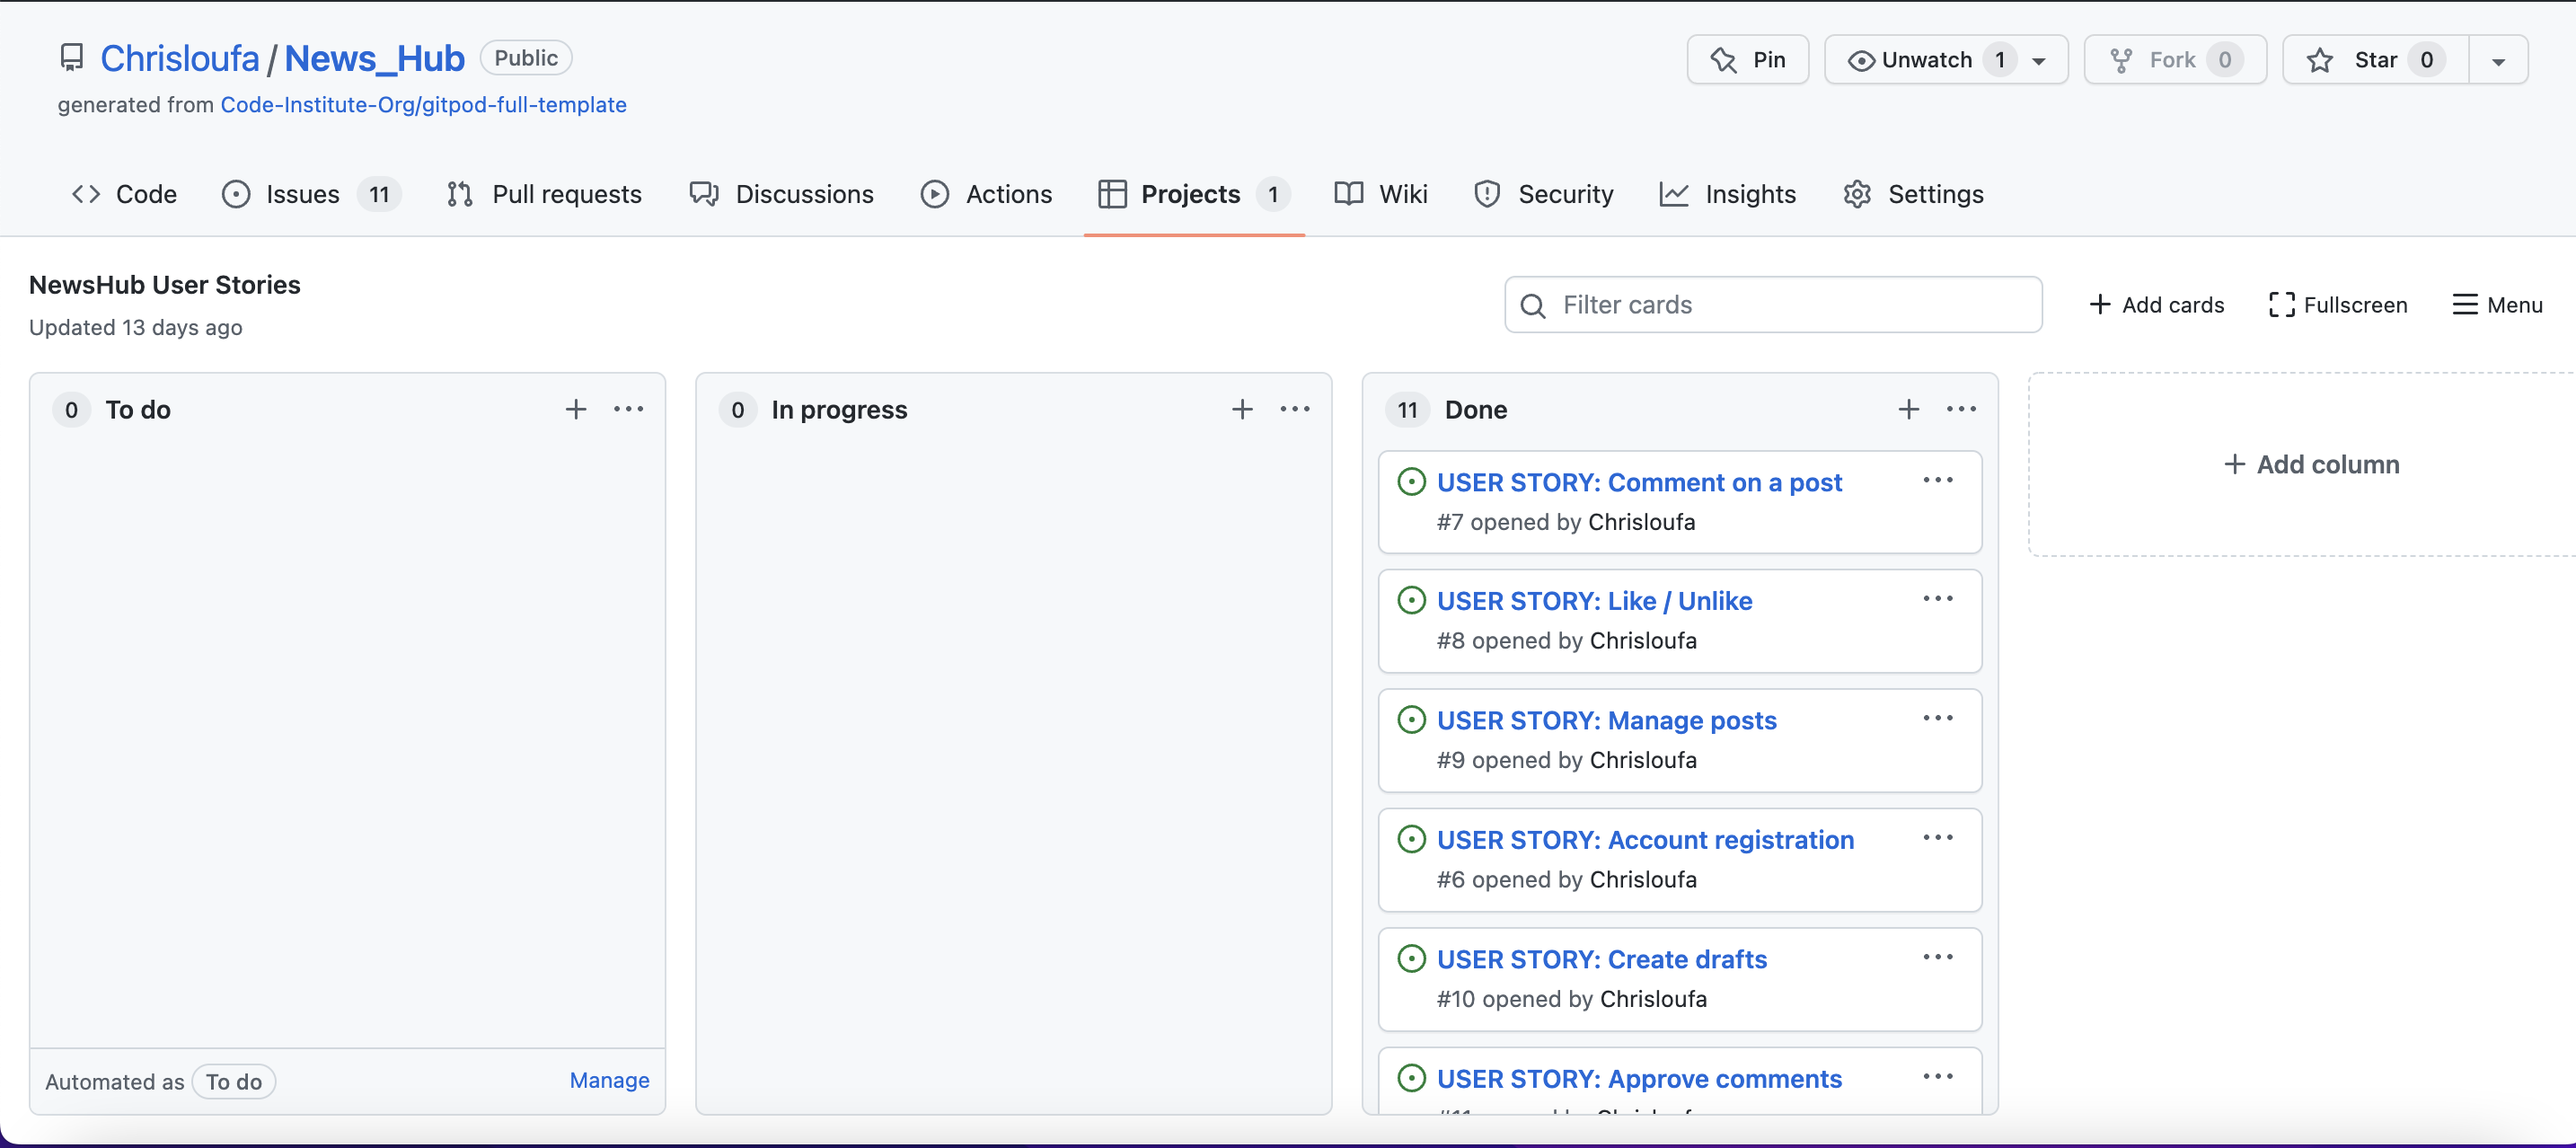 Chrisloufa / News_Hub Public
Pin
Unwatch 1
Fork 0
Star 0
generated from Code-Institute-Org/gitpod-full-template
Code
Issues 11
Pull requests
Discussions
Actions
Projects 1
Wiki
Security
Insights
Settings
NewsHub User Stories
Updated 13 days ago
Filter cards
Add cards
Fullscreen
Menu
0 To do
Automated as To do
Manage
0 In progress
11 Done
USER STORY: Comment on a post
#7 opened by Chrisloufa
USER STORY: Like / Unlike
#8 opened by Chrisloufa
USER STORY: Manage posts
#9 opened by Chrisloufa
USER STORY: Account registration
#6 opened by Chrisloufa
USER STORY: Create drafts
#10 opened by Chrisloufa
USER STORY: Approve comments
Add column